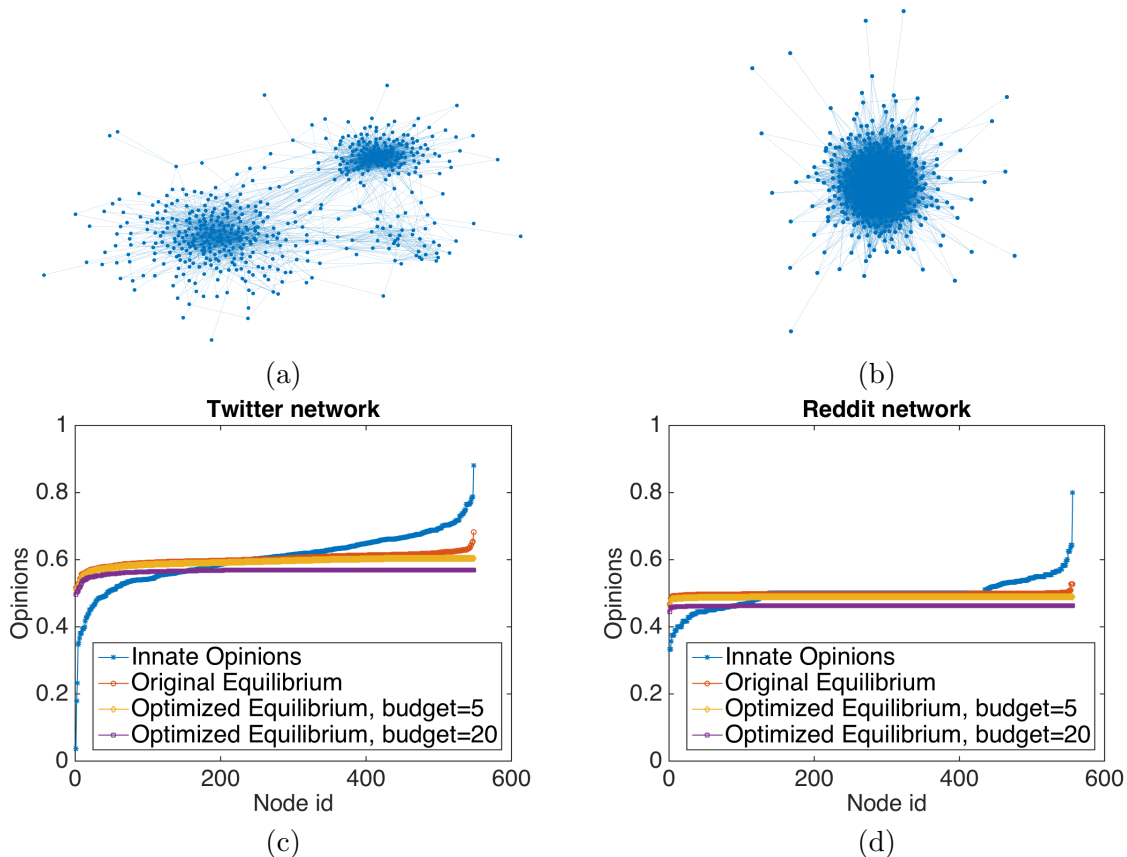 (a)
(b)
Twitter network
1
0.8
0.6
0.4
0.2
0
Opinions
Innate Opinions
Original Equilibrium
Optimized Equilibrium, budget=5
Optimized Equilibrium, budget=20
0
200
400
600
Node id
(c)
Reddit network
1
0.8
0.6
0.4
0.2
0
Opinions
Innate Opinions
Original Equilibrium
Optimized Equilibrium, budget=5
Optimized Equilibrium, budget=20
0
200
400
600
Node id
(d)